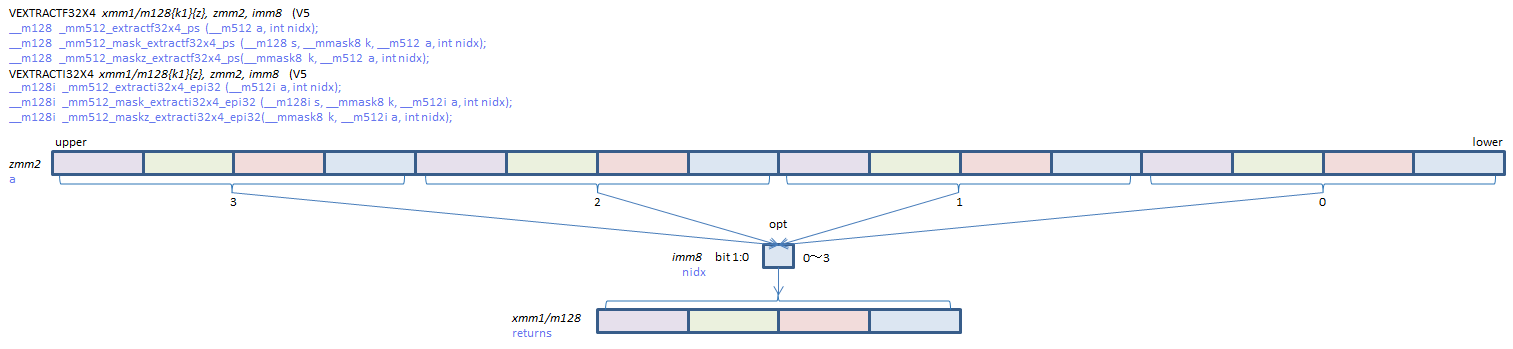 VEXTRACTF32X4 xmm1/m128{k1}{z}, zmm2, imm8 (V5
__m128 _mm512_extractf32x4_ps (__m512 a, int nidx);
__m128 _mm512_mask_extractf32x4_ps (__m128 s, __mmask8 k, __m512 a, int nidx);
__m128 _mm512_maskz_extractf32x4_ps(__mmask8 k, __m512 a, int nidx);
VEXTRACTI32X4 xmm1/m128{k1}{z}, zmm2, imm8 (V5
__m128i _mm512_extracti32x4_epi32 (__m512i a, int nidx);
__m128i _mm512_mask_extracti32x4_epi32 (__m128i s, __mmask8 k, __m512i a, int nidx);
__m128i _mm512_maskz_extracti32x4_epi32(__mmask8 k, __m512i a, int nidx);
upper lower
zmm2
a
3 2 1 0
opt
imm8 bit 1:0 0～3
nidx
xmm1/m128
returns